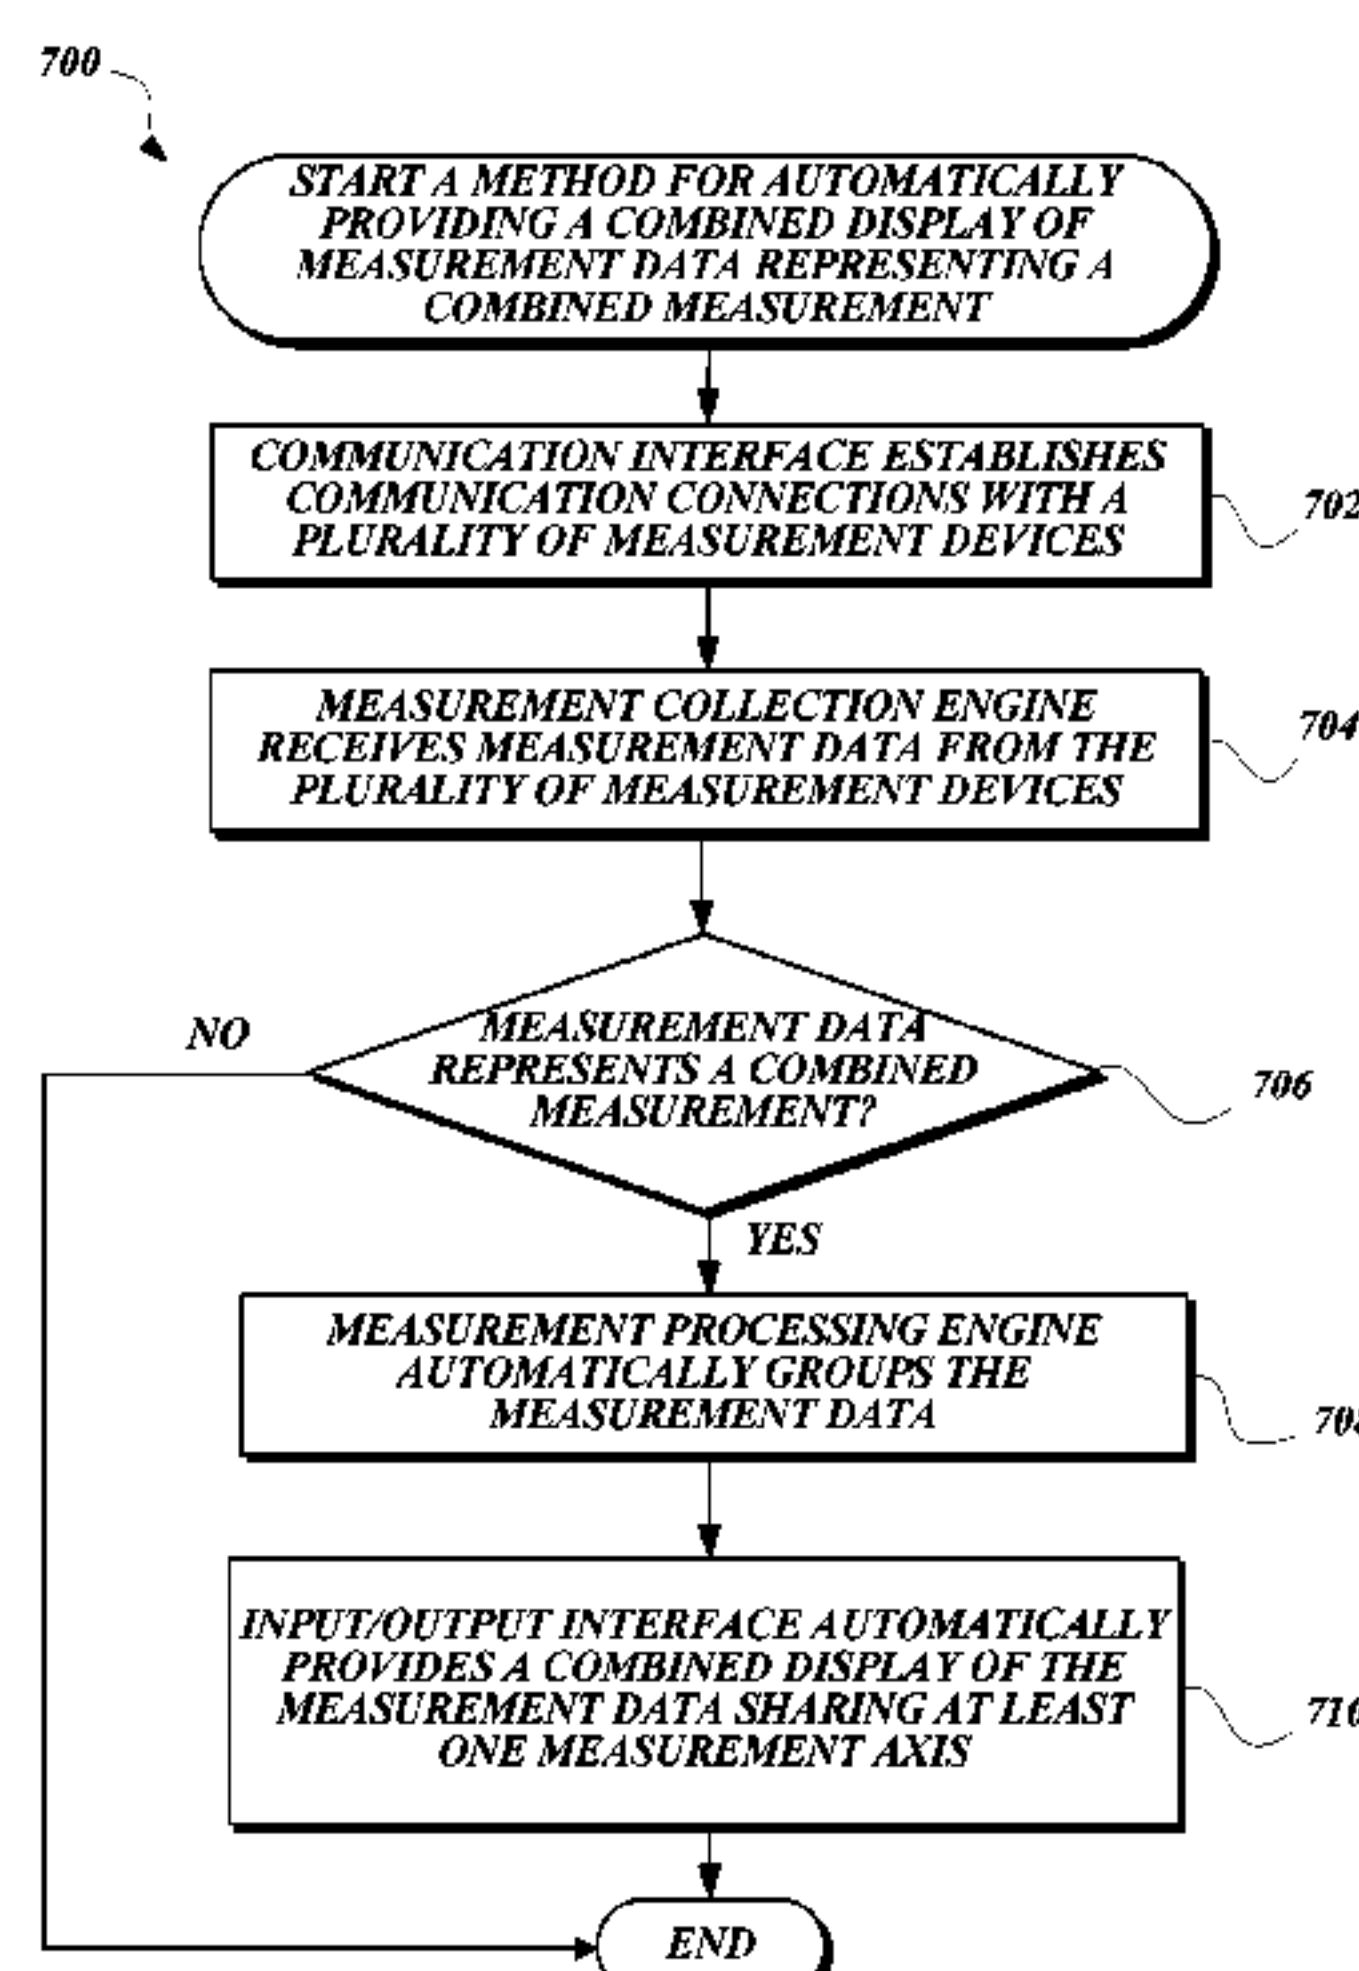 700
START A METHOD FOR AUTOMATICALLY
PROVIDING A COMBINED DISPLAY OF
MEASUREMENT DATA REPRESENTING A
COMBINED MEASUREMENT
COMMUNICATION INTERFACE ESTABLISHES
COMMUNICATION CONNECTIONS WITH A
PLURALITY OF MEASUREMENT DEVICES
702
MEASUREMENT COLLECTION ENGINE
RECEIVES MEASUREMENT DATA FROM THE
PLURALITY OF MEASUREMENT DEVICES
704
NO
MEASUREMENT DATA
REPRESENTS A COMBINED
MEASUREMENT?
706
YES
MEASUREMENT PROCESSING ENGINE
AUTOMATICALLY GROUPS THE
MEASUREMENT DATA
708
INPUT/OUTPUT INTERFACE AUTOMATICALLY
PROVIDES A COMBINED DISPLAY OF THE
MEASUREMENT DATA SHARING AT LEAST
ONE MEASUREMENT AXIS
710
END